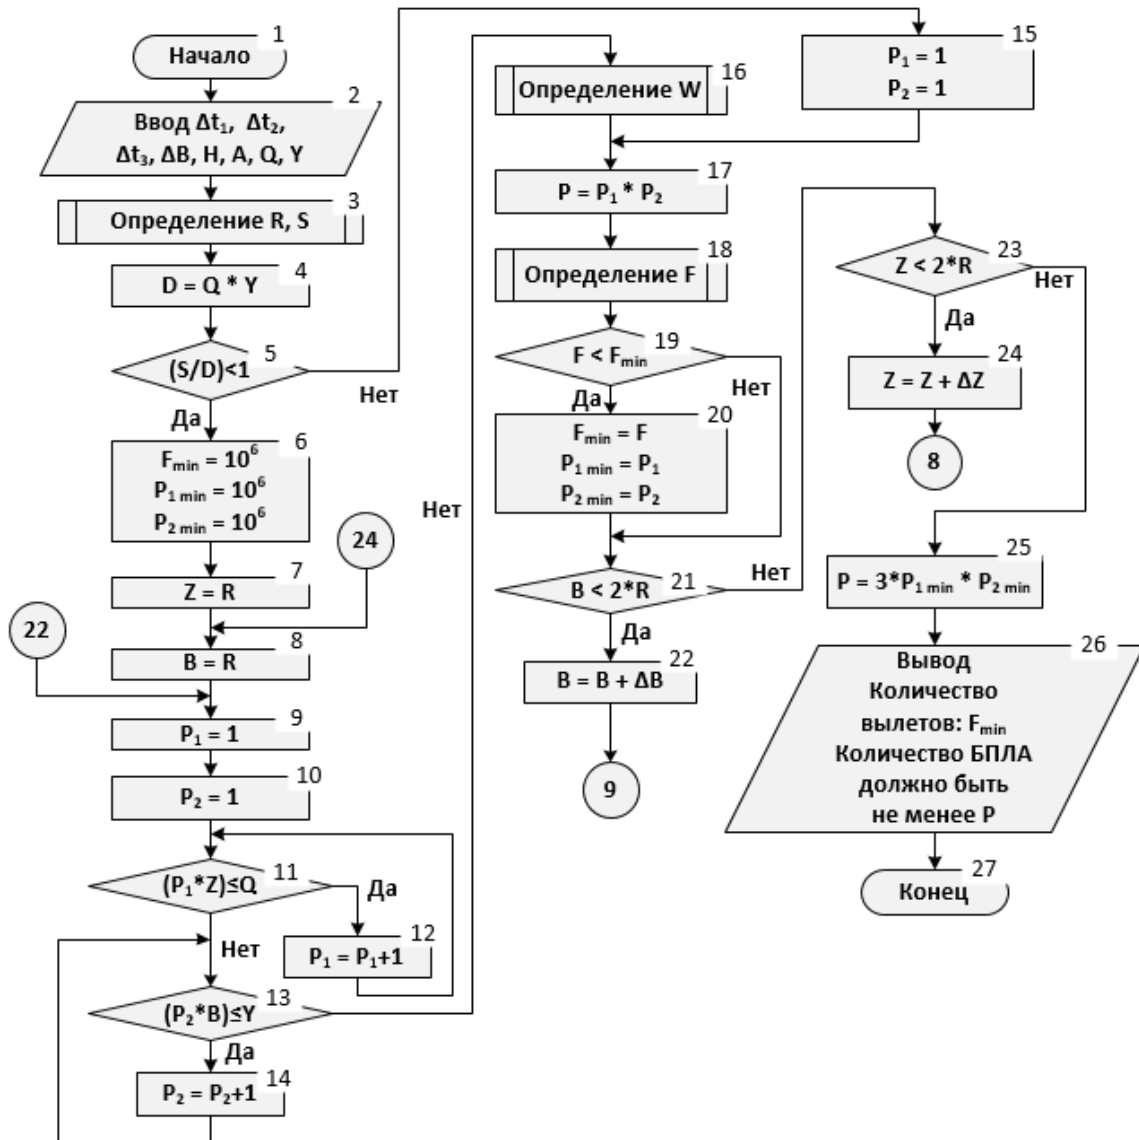 1
Начало
2
Ввод Δt₁, Δt₂,
Δt₃, ΔB, H, A, Q, Y
3
Определение R, S
4
D = Q * Y
5
(S/D)<1
Нет
Да
6
F min = 10⁶
P₁ min = 10⁶
P₂ min = 10⁶
24
7
Z = R
22
8
B = R
9
P₁ = 1
10
P₂ = 1
11
(P₁*Z)≤Q
Да
Нет
12
P₁ = P₁+1
13
(P₂*B)≤Y
Да
14
P₂ = P₂+1
Нет
15
P₁ = 1
P₂ = 1
16
Определение W
17
P = P₁ * P₂
18
Определение F
19
F < F min
Нет
Да
20
F min = F
P₁ min = P₁
P₂ min = P₂
21
B < 2*R
Нет
Да
22
B = B + ΔB
9
23
Z < 2*R
Нет
Да
24
Z = Z + ΔZ
8
25
P = 3*P₁ min * P₂ min
26
Вывод
Количество
вылетов: F min
Количество БПЛА
должно быть
не менее P
27
Конец